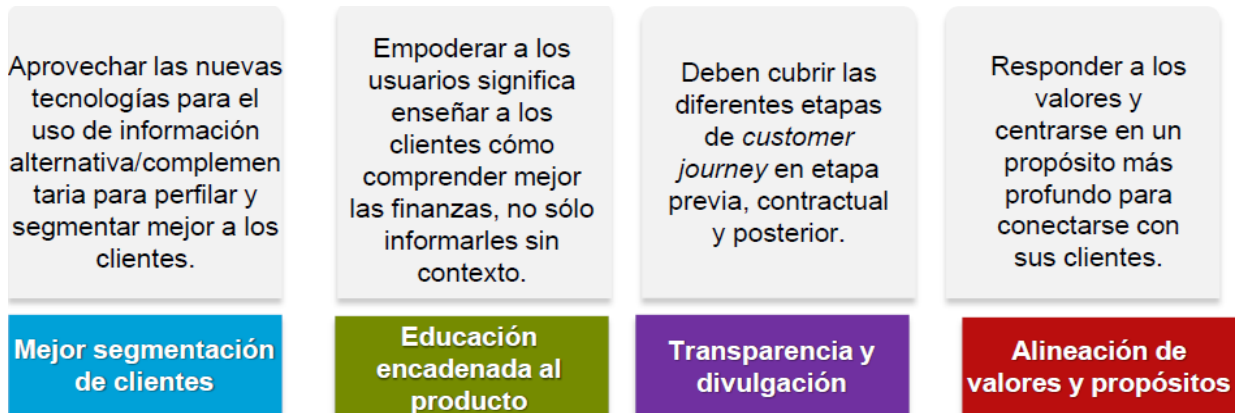 Aprovechar las nuevas
tecnologías para el
uso de información
alternativa/complemen
taria para perfilar y
segmentar mejor a los
clientes.
Mejor segmentación
de clientes
Empoderar a los
usuarios significa
enseñar a los
clientes cómo
comprender mejor
las finanzas, no sólo
informarles sin
contexto.
Educación
encadenada al
producto
Deben cubrir las
diferentes etapas
de customer
journey en etapa
previa, contractual
y posterior.
Transparencia y
divulgación
Responder a los
valores y
centrarse en un
propósito más
profundo para
conectarse con
sus clientes.
Alineación de
valores y propósitos